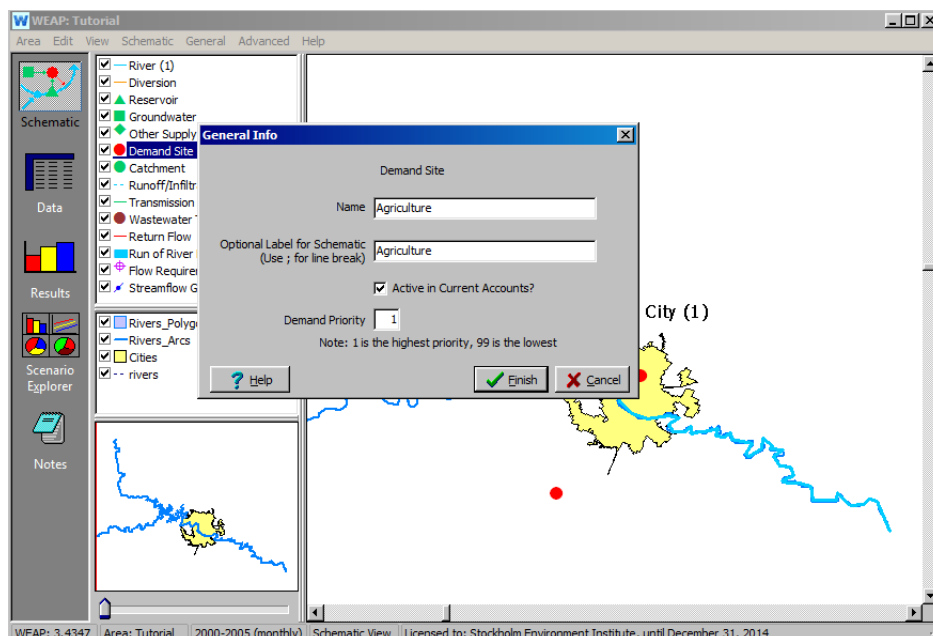 WEAP: Tutorial
Area Edit View Schematic General Advanced Help
Schematic
Data
Results
Scenario
Explorer
Notes
River (1)
Diversion
Reservoir
Groundwater
Other Supply
Demand Site
Catchment
Runoff/Infiltr
Transmission
Wastewater T
Return Flow
Run of River
Flow Requirer
Streamflow G
Rivers_Polyg
Rivers_Arcs
Cities
rivers
General Info
Demand Site
Name Agriculture
Optional Label for Schematic
(Use ; for line break) Agriculture
Active in Current Accounts?
Demand Priority 1
Note: 1 is the highest priority, 99 is the lowest
? Help Finish Cancel
City (1)
WEAP: 3.4347 Area: Tutorial 2000-2005 (monthly) Schematic View Licensed to: Stockholm Environment Institute, until December 31, 2014